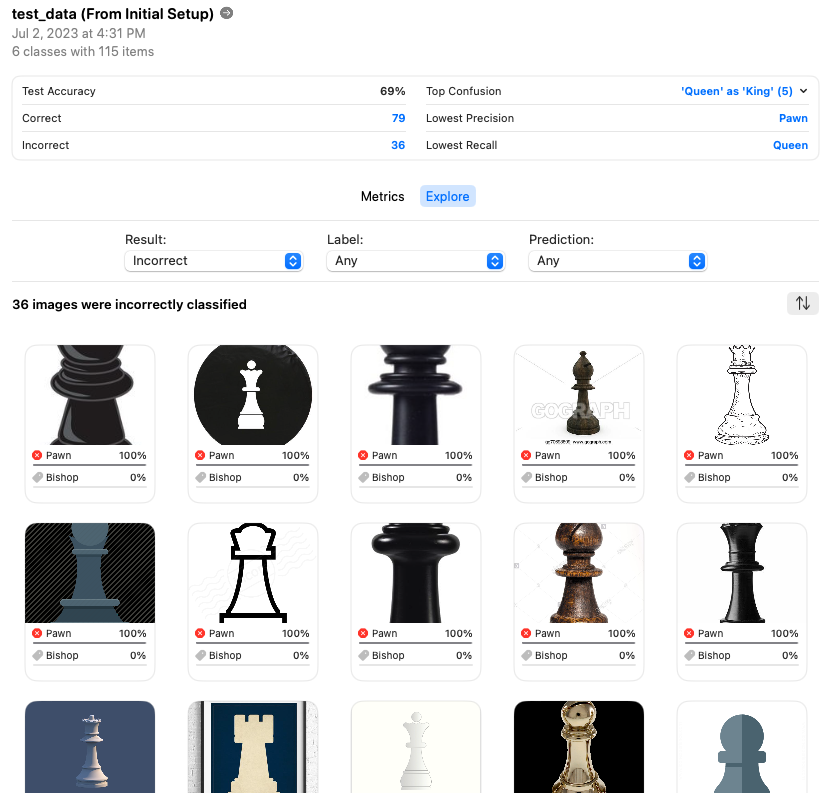 test_data (From Initial Setup)
Jul 2, 2023 at 4:31 PM
6 classes with 115 items
Test Accuracy 69% Top Confusion 'Queen' as 'King' (5)
Correct 79 Lowest Precision Pawn
Incorrect 36 Lowest Recall Queen
Metrics Explore
Result: Label: Prediction:
Incorrect Any Any
36 images were incorrectly classified
GOGRAPH
www.gograph.com
Pawn 100% Pawn 100% Pawn 100% Pawn 100% Pawn 100%
Bishop 0% Bishop 0% Bishop 0% Bishop 0% Bishop 0%
Pawn 100% Pawn 100% Pawn 100% Pawn 100% Pawn 100%
Bishop 0% Bishop 0% Bishop 0% Bishop 0% Bishop 0%